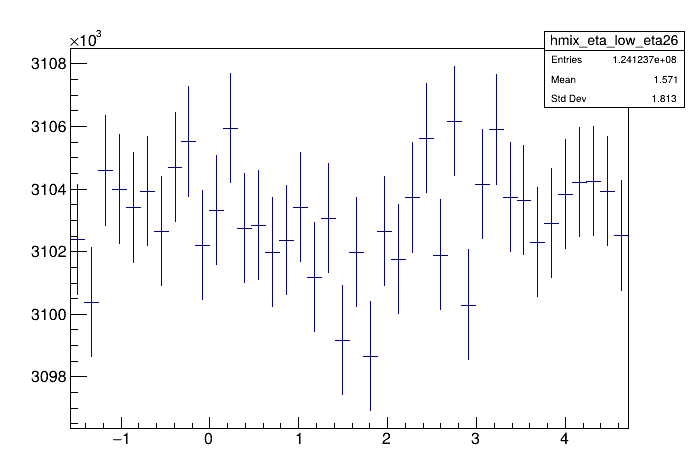 ×10³
hmix_eta_low_eta26
Entries 1.241237e+08
Mean 1.571
Std Dev 1.813
3108
3106
3104
3102
3100
3098
−1 0 1 2 3 4